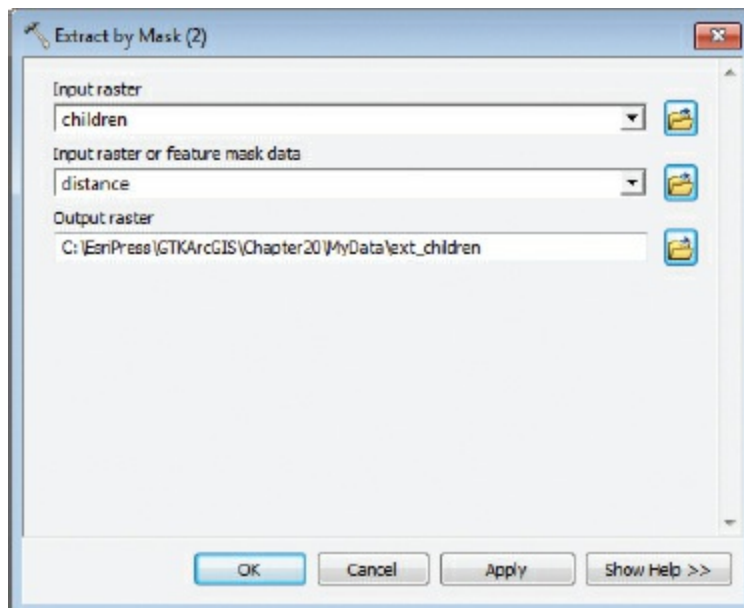 Extract by Mask (2)
Input raster
children
Input raster or feature mask data
distance
Output raster
C:\EsriPress\GTKArcGIS\Chapter20\MyData\ext_children
OK
Cancel
Apply
Show Help >>